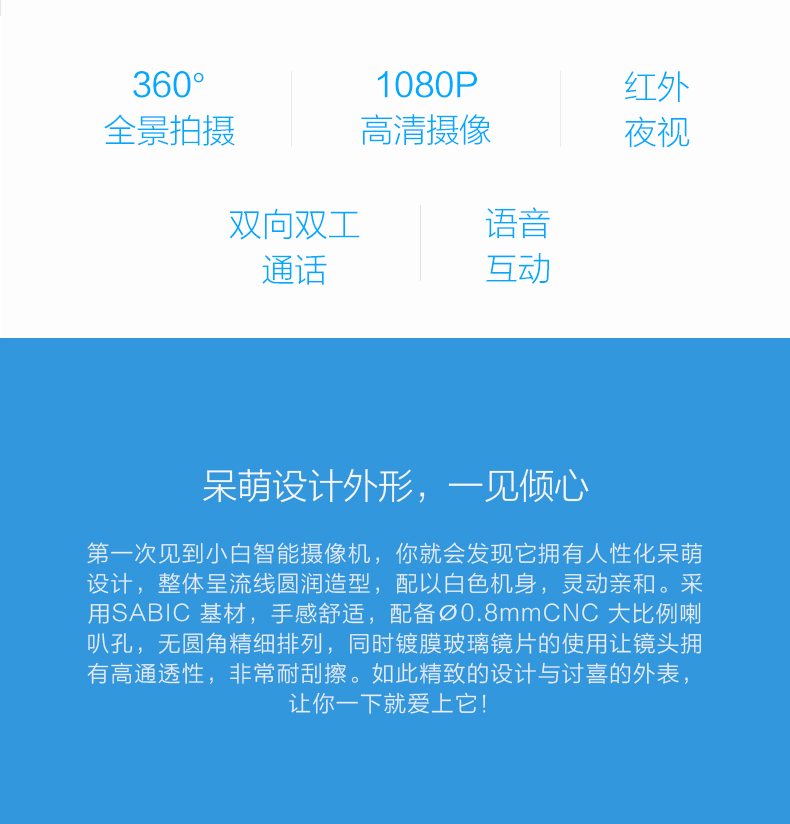 360°
全景拍摄
1080P
高清摄像
红外
夜视
双向双工
通话
语音
互动
呆萌设计外形，一见倾心
第一次见到小白智能摄像机，你就会发现它拥有人性化呆萌
设计，整体呈流线圆润造型，配以白色机身，灵动亲和。采
用SABIC 基材，手感舒适，配备Ø0.8mmCNC 大比例喇
叭孔，无圆角精细排列，同时镀膜玻璃镜片的使用让镜头拥
有高通透性，非常耐刮擦。如此精致的设计与讨喜的外表，
让你一下就爱上它！